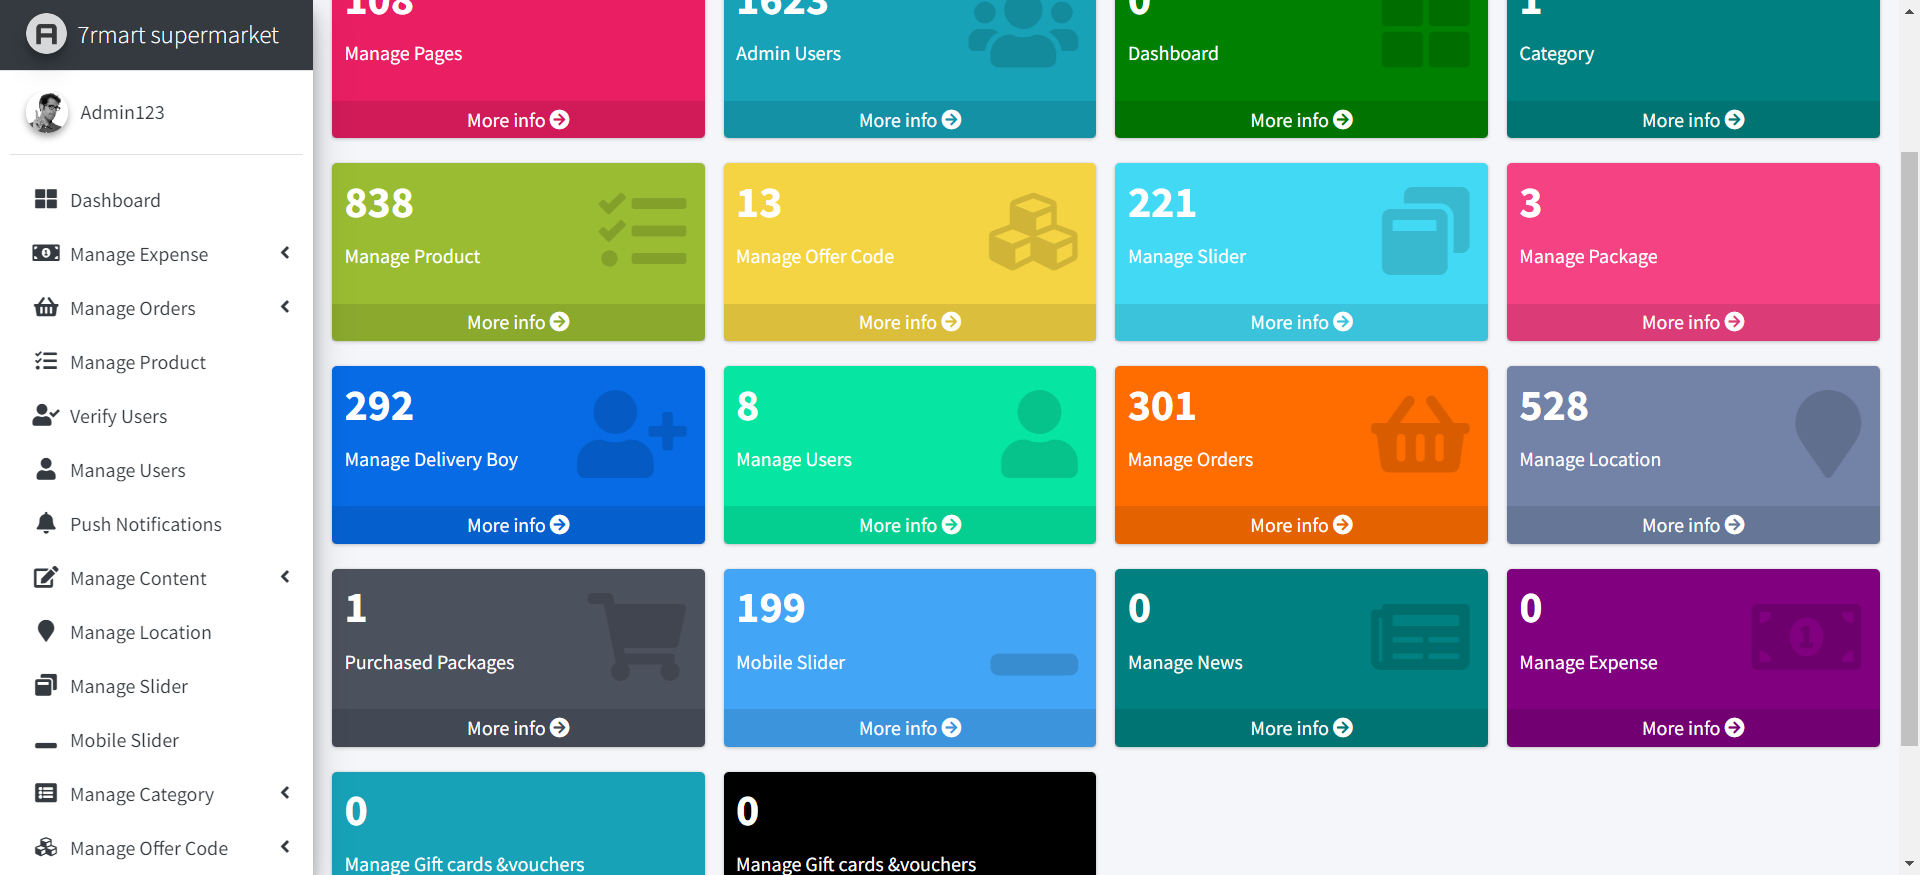 7rmart supermarket
Admin123
Dashboard
Manage Expense
Manage Orders
Manage Product
Verify Users
Manage Users
Push Notifications
Manage Content
Manage Location
Manage Slider
Mobile Slider
Manage Category
Manage Offer Code
108
Manage Pages
More info
1623
Admin Users
More info
0
Dashboard
More info
1
Category
More info
838
Manage Product
More info
13
Manage Offer Code
More info
221
Manage Slider
More info
3
Manage Package
More info
292
Manage Delivery Boy
More info
8
Manage Users
More info
301
Manage Orders
More info
528
Manage Location
More info
1
Purchased Packages
More info
199
Mobile Slider
More info
0
Manage News
More info
0
Manage Expense
More info
0
Manage Gift cards &vouchers
0
Manage Gift cards &vouchers